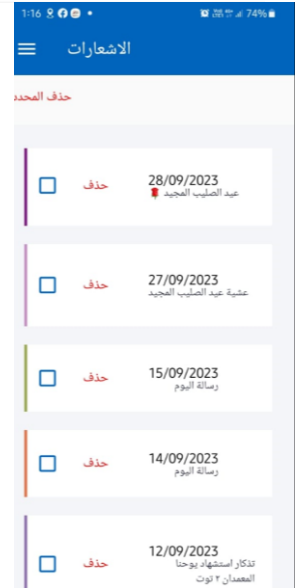 1:16
74%
الاشعارات
حذف المحدد
28/09/2023
عيد الصليب المجيد
حذف
27/09/2023
عشية عيد الصليب المجيد
حذف
15/09/2023
رسالة اليوم
حذف
14/09/2023
رسالة اليوم
حذف
12/09/2023
تذكار استشهاد يوحنا
المعمدان ٢ توت
حذف